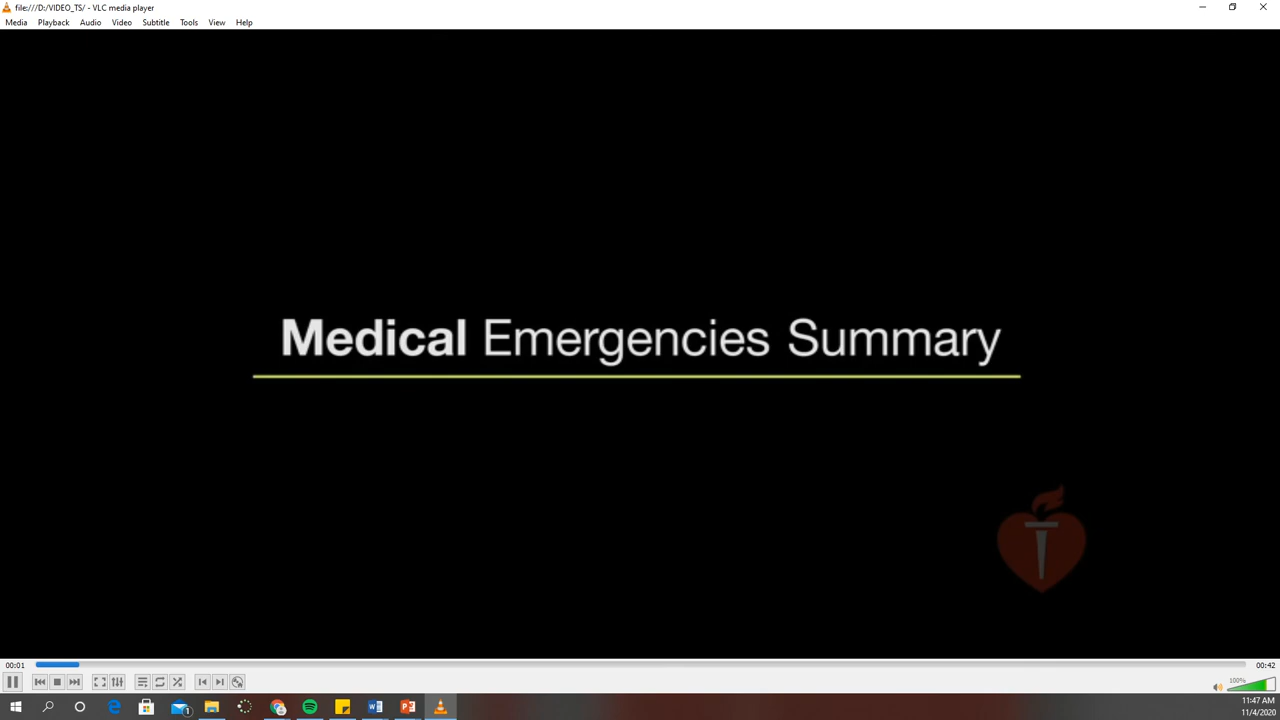 file:///D:/VIDEO_TS/ - VLC media player
Media Playback Audio Video Subtitle Tools View Help
Medical Emergencies Summary
00:01
00:42
100%
1
11:47 AM
11/4/2020